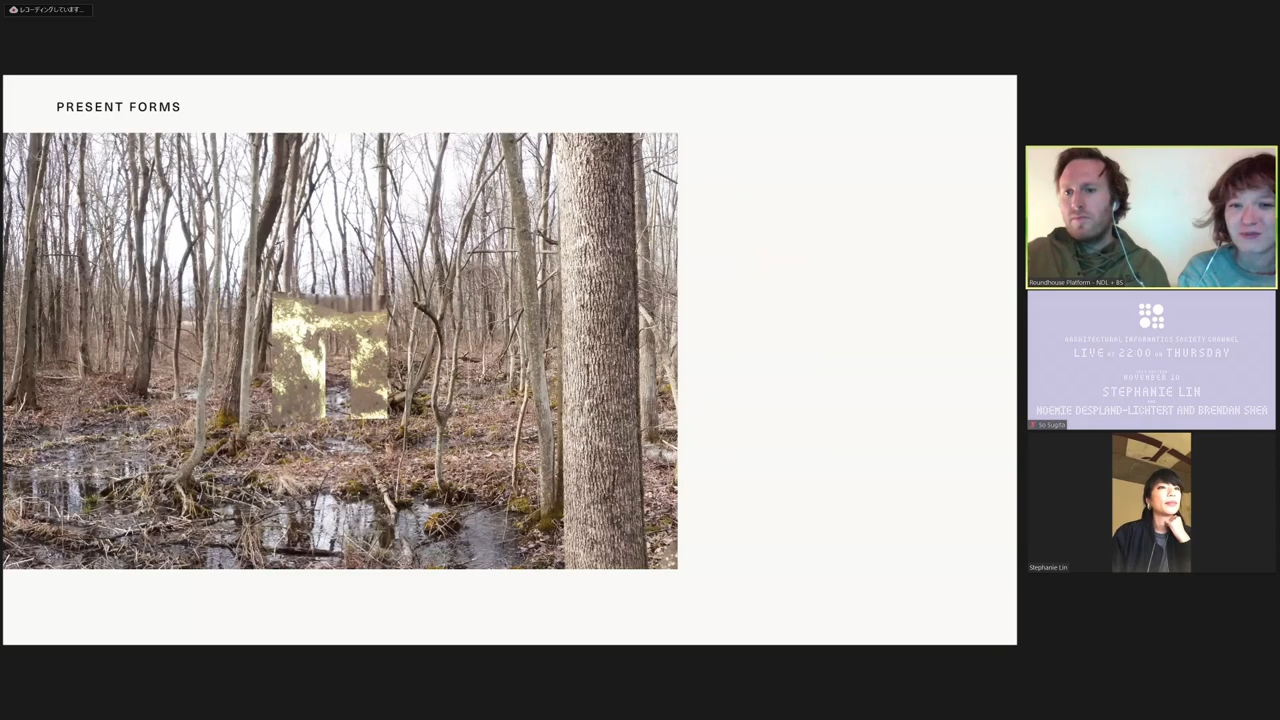 レコーディングしています...
PRESENT FORMS
Roundhouse Platform - NDL + BS
ARCHITECTURAL INFORMATICS SOCIETY CHANNEL
LIVE AT 22:00 ON THURSDAY
STEPHANIE LIN
NOEMIE DESPLAND-LICHTERT AND BRENDAN SHEA
So Sugita
Stephanie Lin